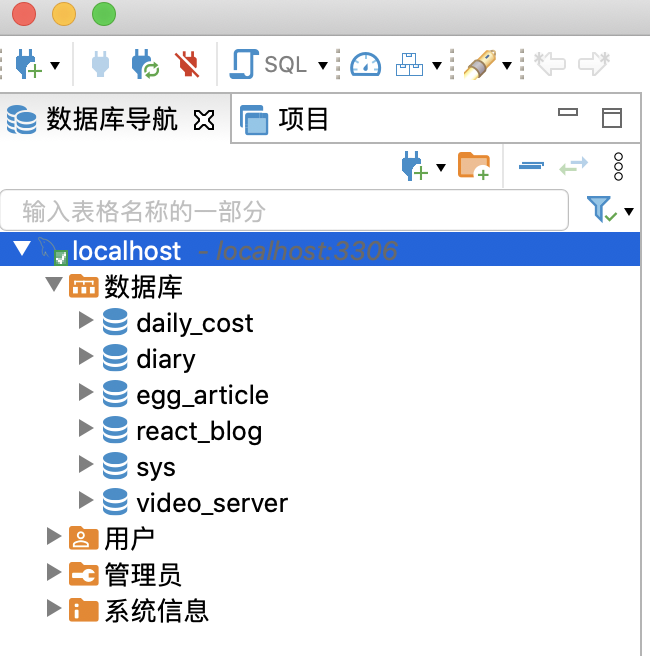 SQL
数据库导航 项目
输入表格名称的一部分
localhost - localhost:3306
数据库
daily_cost
diary
egg_article
react_blog
sys
video_server
用户
管理员
系统信息